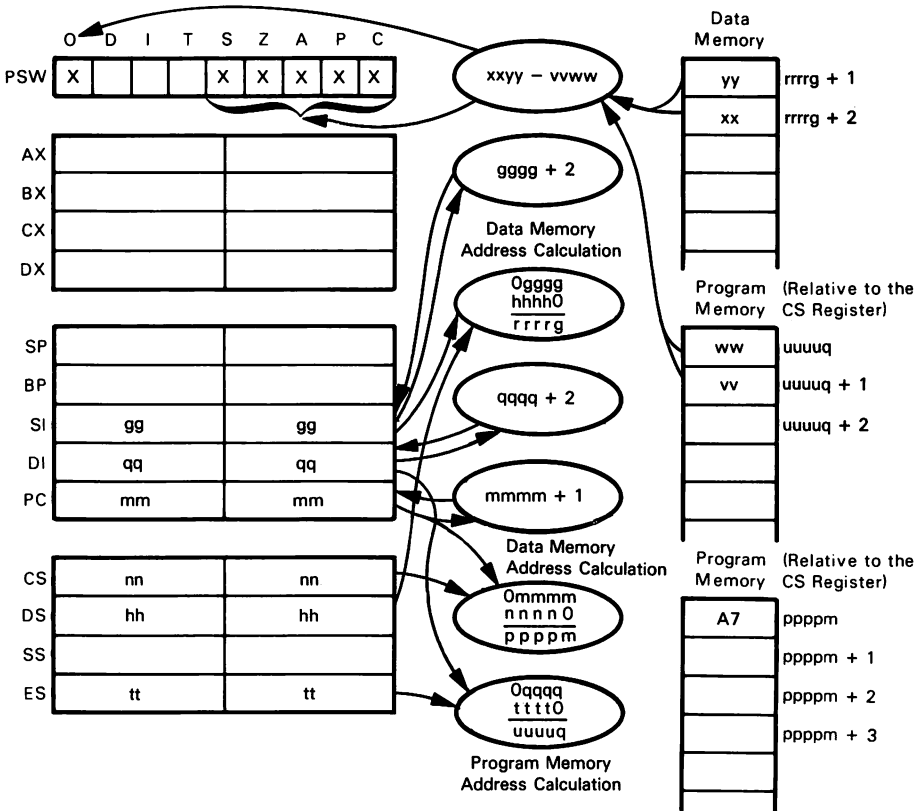 O D I T S Z A P C
PSW X X X X X X
xxyy – vvww
Data
Memory
yy rrrrg + 1
xx rrrrg + 2
AX
BX
CX
DX
gggg + 2
Data Memory
Address Calculation
0gggg
hhhh0
rrrrg
Program (Relative to the
Memory CS Register)
ww uuuuq
vv uuuuq + 1
uuuuq + 2
SP
BP
SI gg gg
DI qq qq
PC mm mm
qqqq + 2
mmmm + 1
Data Memory
Address Calculation
0mmmm
nnnn0
ppppm
Program (Relative to the
Memory CS Register)
A7 ppppm
ppppm + 1
ppppm + 2
ppppm + 3
CS nn nn
DS hh hh
SS
ES tt tt
0qqqq
tttt0
uuuuq
Program Memory
Address Calculation